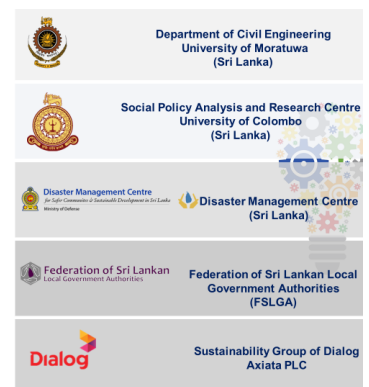 Department of Civil Engineering
University of Moratuwa
(Sri Lanka)
Social Policy Analysis and Research Centre
University of Colombo
(Sri Lanka)
Disaster Management Centre
for Safer Communities & Sustainable Development in Sri Lanka
Ministry of Defence
Disaster Management Centre
(Sri Lanka)
Federation of Sri Lankan
Local Government Authorities
Federation of Sri Lankan Local
Government Authorities
(FSLGA)
Dialog
Sustainability Group of Dialog
Axiata PLC